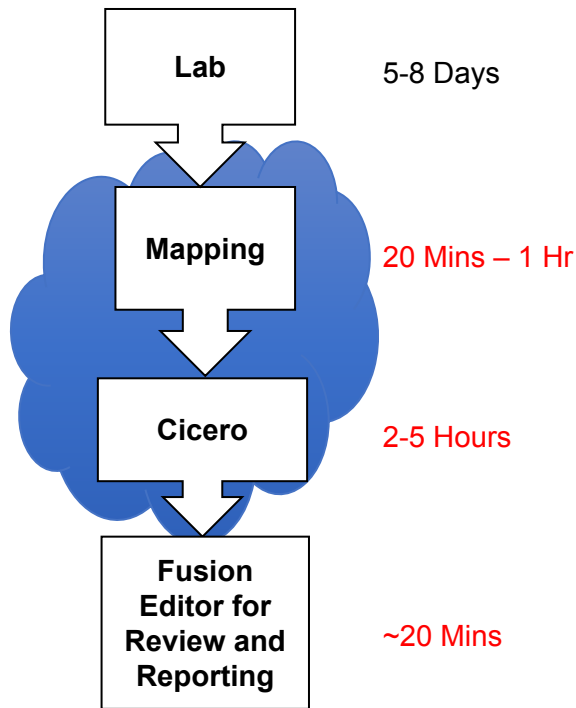 Lab
5-8 Days
Mapping
20 Mins – 1 Hr
Cicero
2-5 Hours
Fusion
Editor for
Review and
Reporting
~20 Mins